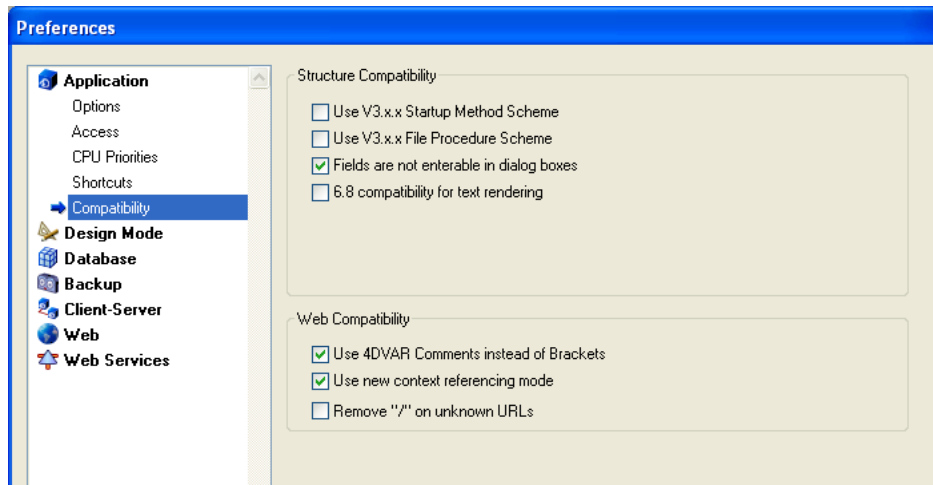 Preferences
Application
Options
Access
CPU Priorities
Shortcuts
Compatibility
Design Mode
Database
Backup
Client-Server
Web
Web Services
Structure Compatibility
Use V3.x.x Startup Method Scheme
Use V3.x.x File Procedure Scheme
Fields are not enterable in dialog boxes
6.8 compatibility for text rendering
Web Compatibility
Use 4DVAR Comments instead of Brackets
Use new context referencing mode
Remove "/" on unknown URLs